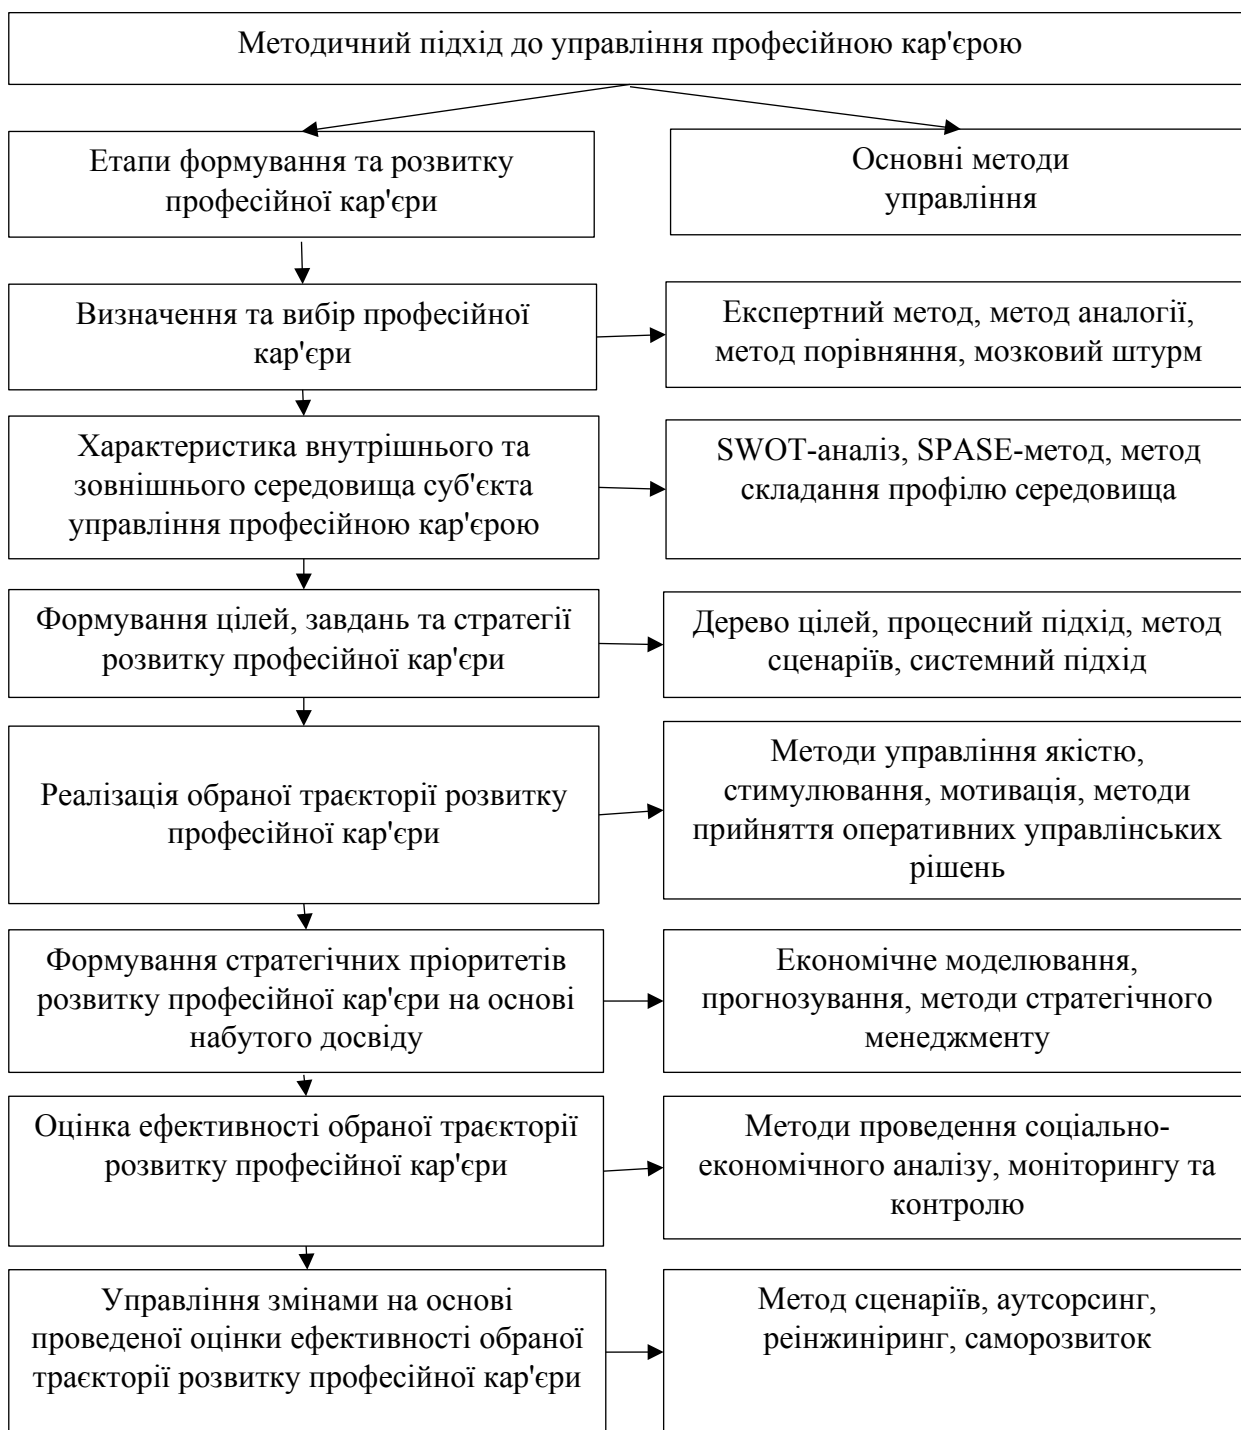 Методичний підхід до управління професійною кар'єрою
Етапи формування та розвитку
професійної кар'єри
Основні методи
управління
Визначення та вибір професійної
кар'єри
Експертний метод, метод аналогії,
метод порівняння, мозковий штурм
Характеристика внутрішнього та
зовнішнього середовища суб'єкта
управління професійною кар'єрою
SWOT-аналіз, SPASE-метод, метод
складання профілю середовища
Формування цілей, завдань та стратегії
розвитку професійної кар'єри
Дерево цілей, процесний підхід, метод
сценаріїв, системний підхід
Реалізація обраної траєкторії розвитку
професійної кар'єри
Методи управління якістю,
стимулювання, мотивація, методи
прийняття оперативних управлінських
рішень
Формування стратегічних пріоритетів
розвитку професійної кар'єри на основі
набутого досвіду
Економічне моделювання,
прогнозування, методи стратегічного
менеджменту
Оцінка ефективності обраної траєкторії
розвитку професійної кар'єри
Методи проведення соціально-
економічного аналізу, моніторингу та
контролю
Управління змінами на основі
проведеної оцінки ефективності обраної
траєкторії розвитку професійної кар'єри
Метод сценаріїв, аутсорсинг,
реінжиніринг, саморозвиток